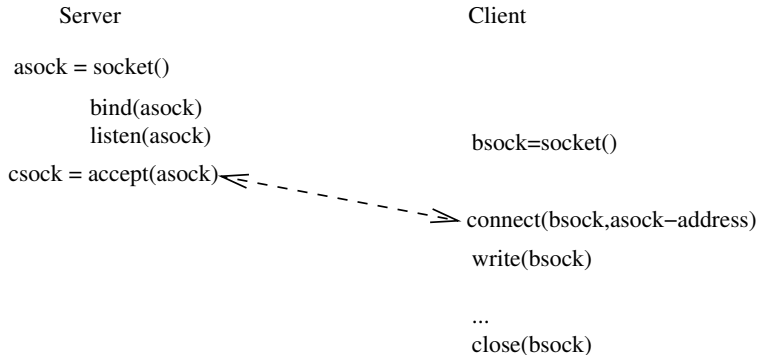 Server
Client
asock = socket()
bind(asock)
listen(asock)
bsock=socket()
csock = accept(asock)
connect(bsock,asock−address)
write(bsock)
...
close(bsock)